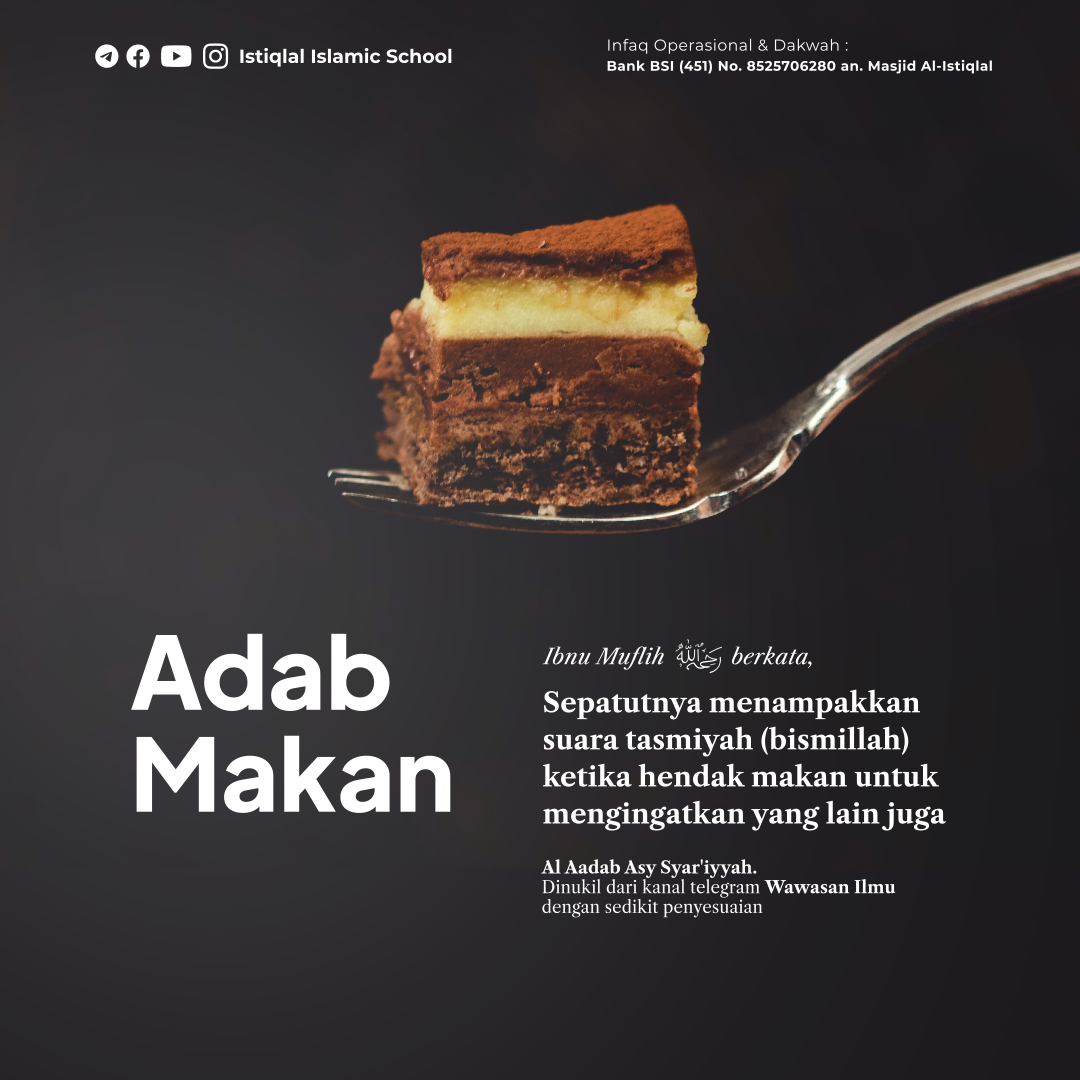 Istiqlal Islamic School
Infaq Operasional & Dakwah :
Bank BSI (451) No. 8525706280 an. Masjid Al-Istiqlal
Adab
Makan
Ibnu Muflih رحمه الله berkata,
Sepatutnya menampakkan
suara tasmiyah (bismillah)
ketika hendak makan untuk
mengingatkan yang lain juga
Al Aadab Asy Syar'iyyah.
Dinukil dari kanal telegram Wawasan Ilmu
dengan sedikit penyesuaian